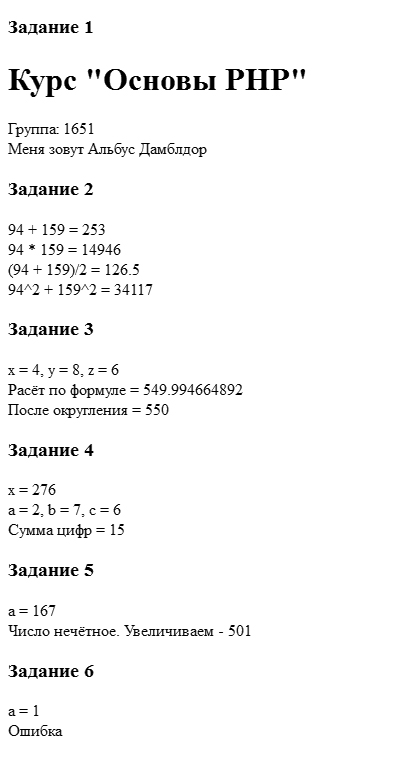 Задание 1
Курс "Основы PHP"
Группа: 1651
Меня зовут Альбус Дамблдор
Задание 2
94 + 159 = 253
94 * 159 = 14946
(94 + 159)/2 = 126.5
94^2 + 159^2 = 34117
Задание 3
x = 4, y = 8, z = 6
Расёт по формуле = 549.994664892
После округления = 550
Задание 4
x = 276
a = 2, b = 7, c = 6
Сумма цифр = 15
Задание 5
a = 167
Число нечётное. Увеличиваем - 501
Задание 6
a = 1
Ошибка